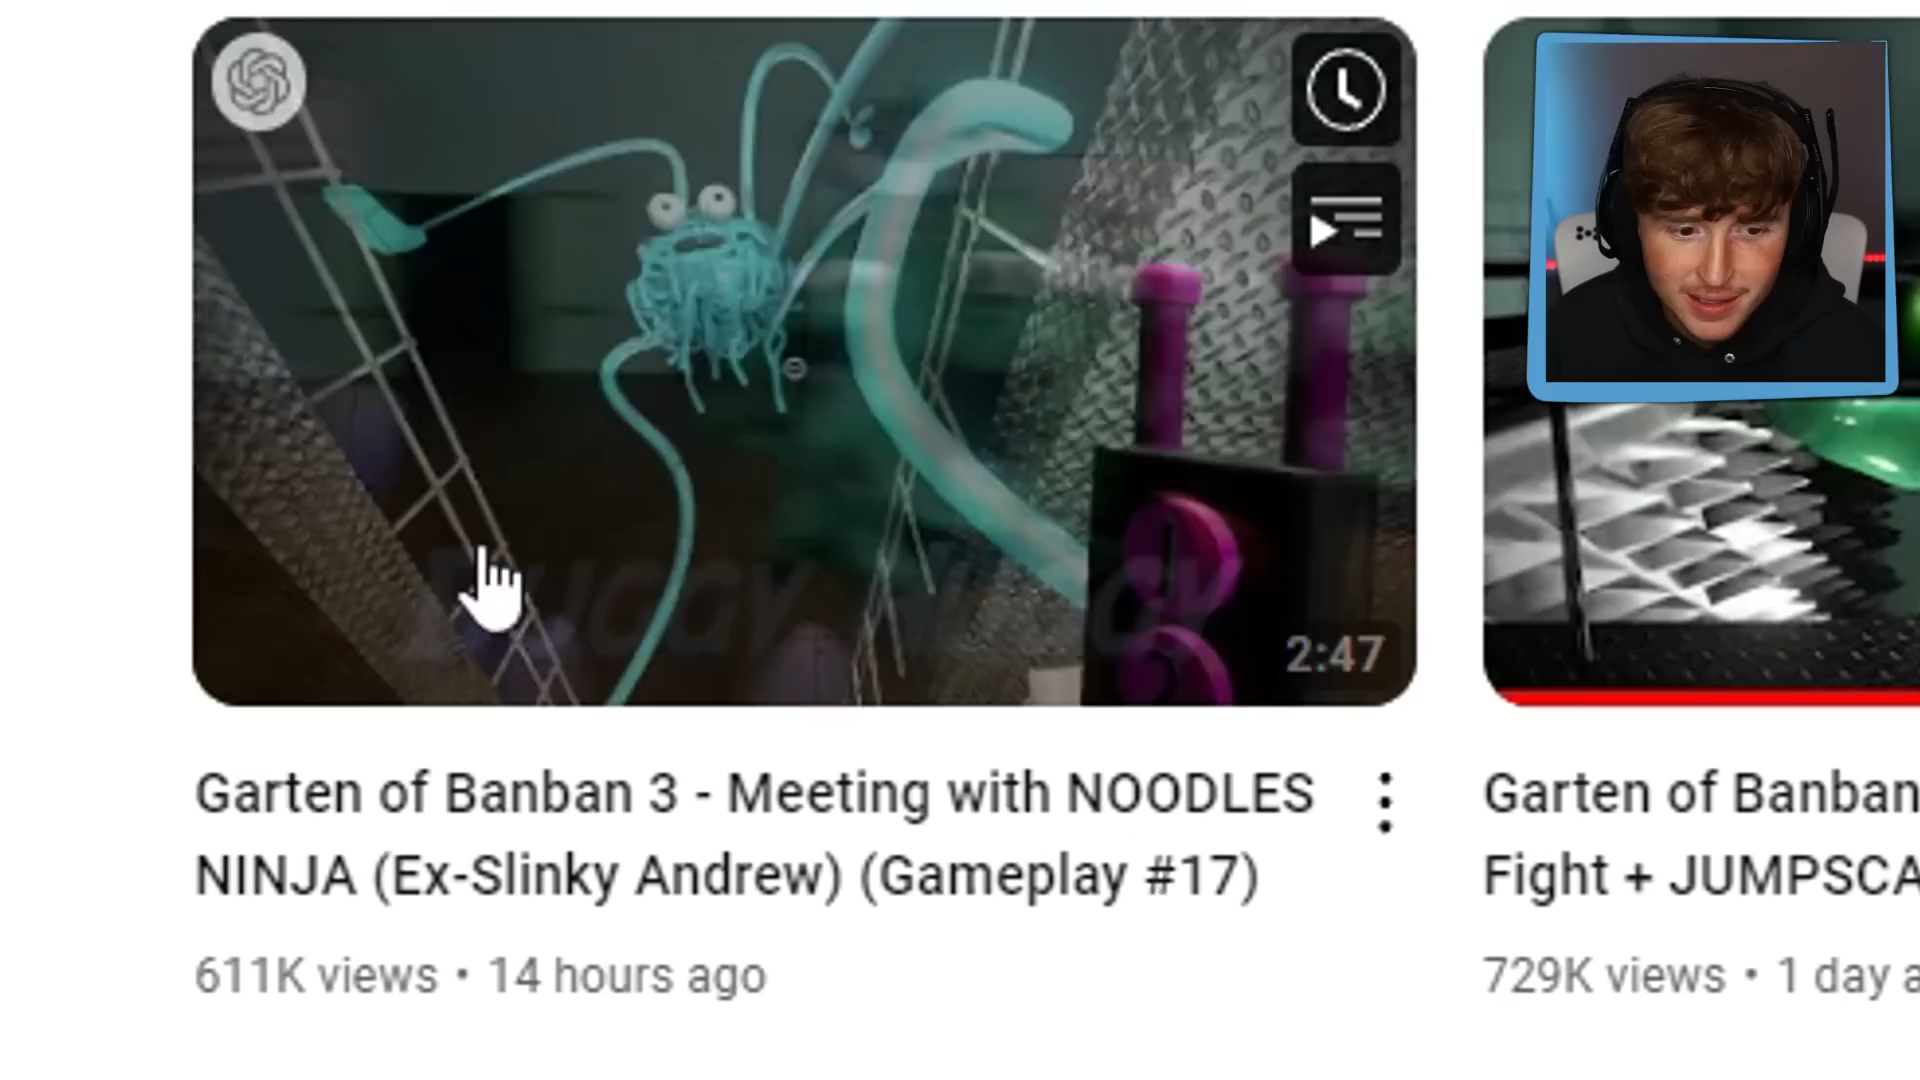 2:47
Garten of Banban 3 - Meeting with NOODLES
NINJA (Ex-Slinky Andrew) (Gameplay #17)
611K views • 14 hours ago
Garten of Banban
Fight + JUMPSCA
729K views • 1 day a